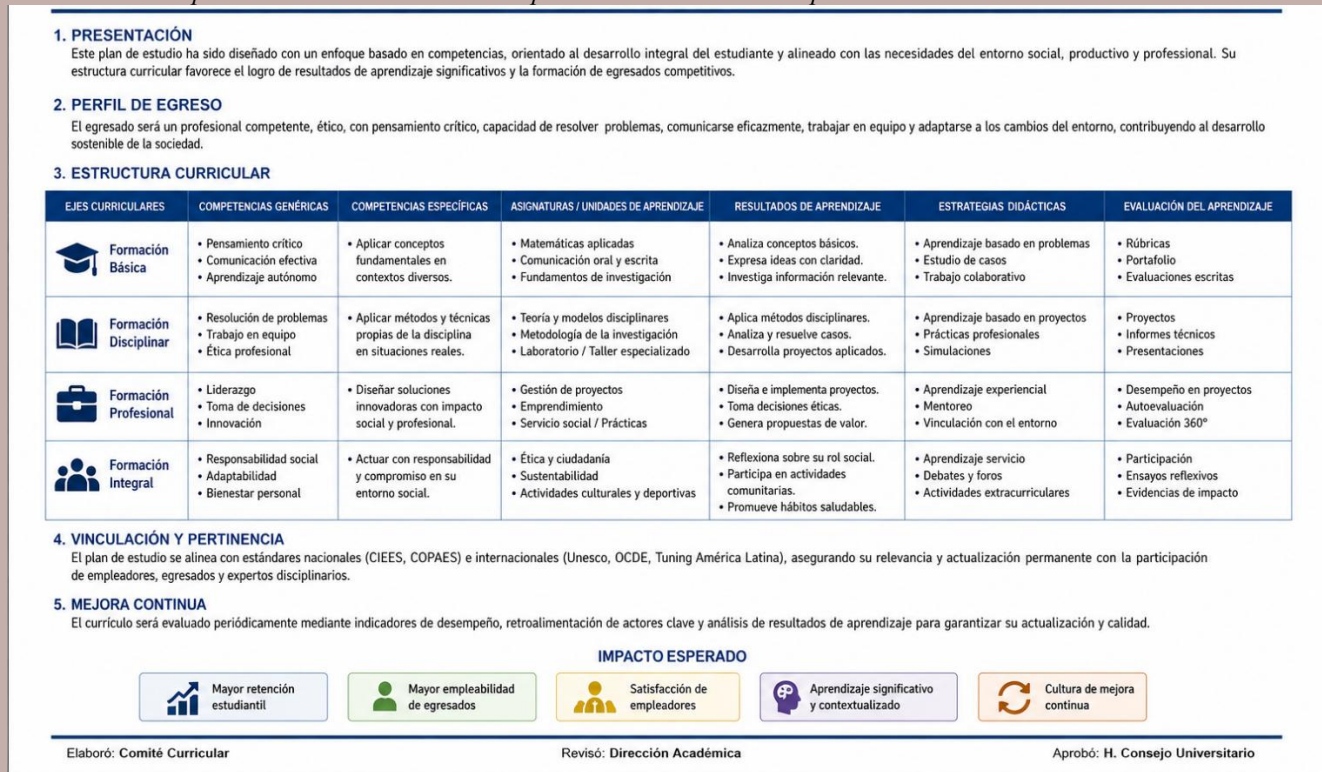 1. PRESENTACIÓN
Este plan de estudio ha sido diseñado con un enfoque basado en competencias, orientado al desarrollo integral del estudiante y alineado con las necesidades del entorno social, productivo y professional. Su
estructura curricular favorece el logro de resultados de aprendizaje significativos y la formación de egresados competitivos.
2. PERFIL DE EGRESO
El egresado será un profesional competente, ético, con pensamiento crítico, capacidad de resolver problemas, comunicarse eficazmente, trabajar en equipo y adaptarse a los cambios del entorno, contribuyendo al desarrollo
sostenible de la sociedad.
3. ESTRUCTURA CURRICULAR
EJES CURRICULARES
COMPETENCIAS GENÉRICAS
COMPETENCIAS ESPECÍFICAS
ASIGNATURAS / UNIDADES DE APRENDIZAJE
RESULTADOS DE APRENDIZAJE
ESTRATEGIAS DIDÁCTICAS
EVALUACIÓN DEL APRENDIZAJE
Formación
Básica
• Pensamiento crítico
• Comunicación efectiva
• Aprendizaje autónomo
• Aplicar conceptos
fundamentales en
contextos diversos.
• Matemáticas aplicadas
• Comunicación oral y escrita
• Fundamentos de investigación
• Analiza conceptos básicos.
• Expresa ideas con claridad.
• Investiga información relevante.
• Aprendizaje basado en problemas
• Estudio de casos
• Trabajo colaborativo
• Rúbricas
• Portafolio
• Evaluaciones escritas
Formación
Disciplinar
• Resolución de problemas
• Trabajo en equipo
• Ética profesional
• Aplicar métodos y técnicas
propias de la disciplina
en situaciones reales.
• Teoría y modelos disciplinares
• Metodología de la investigación
• Laboratorio / Taller especializado
• Aplica métodos disciplinares.
• Analiza y resuelve casos.
• Desarrolla proyectos aplicados.
• Aprendizaje basado en proyectos
• Prácticas profesionales
• Simulaciones
• Proyectos
• Informes técnicos
• Presentaciones
Formación
Profesional
• Liderazgo
• Toma de decisiones
• Innovación
• Diseñar soluciones
innovadoras con impacto
social y profesional.
• Gestión de proyectos
• Emprendimiento
• Servicio social / Prácticas
• Diseña e implementa proyectos.
• Toma decisiones éticas.
• Genera propuestas de valor.
• Aprendizaje experiencial
• Mentoreo
• Vinculación con el entorno
• Desempeño en proyectos
• Autoevaluación
• Evaluación 360°
Formación
Integral
• Responsabilidad social
• Adaptabilidad
• Bienestar personal
• Actuar con responsabilidad
y compromiso en su
entorno social.
• Ética y ciudadanía
• Sustentabilidad
• Actividades culturales y deportivas
• Reflexiona sobre su rol social.
• Participa en actividades
comunitarias.
• Promueve hábitos saludables.
• Aprendizaje servicio
• Debates y foros
• Actividades extracurriculares
• Participación
• Ensayos reflexivos
• Evidencias de impacto
4. VINCULACIÓN Y PERTINENCIA
El plan de estudio se alinea con estándares nacionales (CIEES, COPAES) e internacionales (Unesco, OCDE, Tuning América Latina), asegurando su relevancia y actualización permanente con la participación
de empleadores, egresados y expertos disciplinarios.
5. MEJORA CONTINUA
El currículo será evaluado periódicamente mediante indicadores de desempeño, retroalimentación de actores clave y análisis de resultados de aprendizaje para garantizar su actualización y calidad.
IMPACTO ESPERADO
Mayor retención
estudiantil
Mayor empleabilidad
de egresados
Satisfacción de
empleadores
Aprendizaje significativo
y contextualizado
Cultura de mejora
continua
Elaboró: Comité Curricular
Revisó: Dirección Académica
Aprobó: H. Consejo Universitario